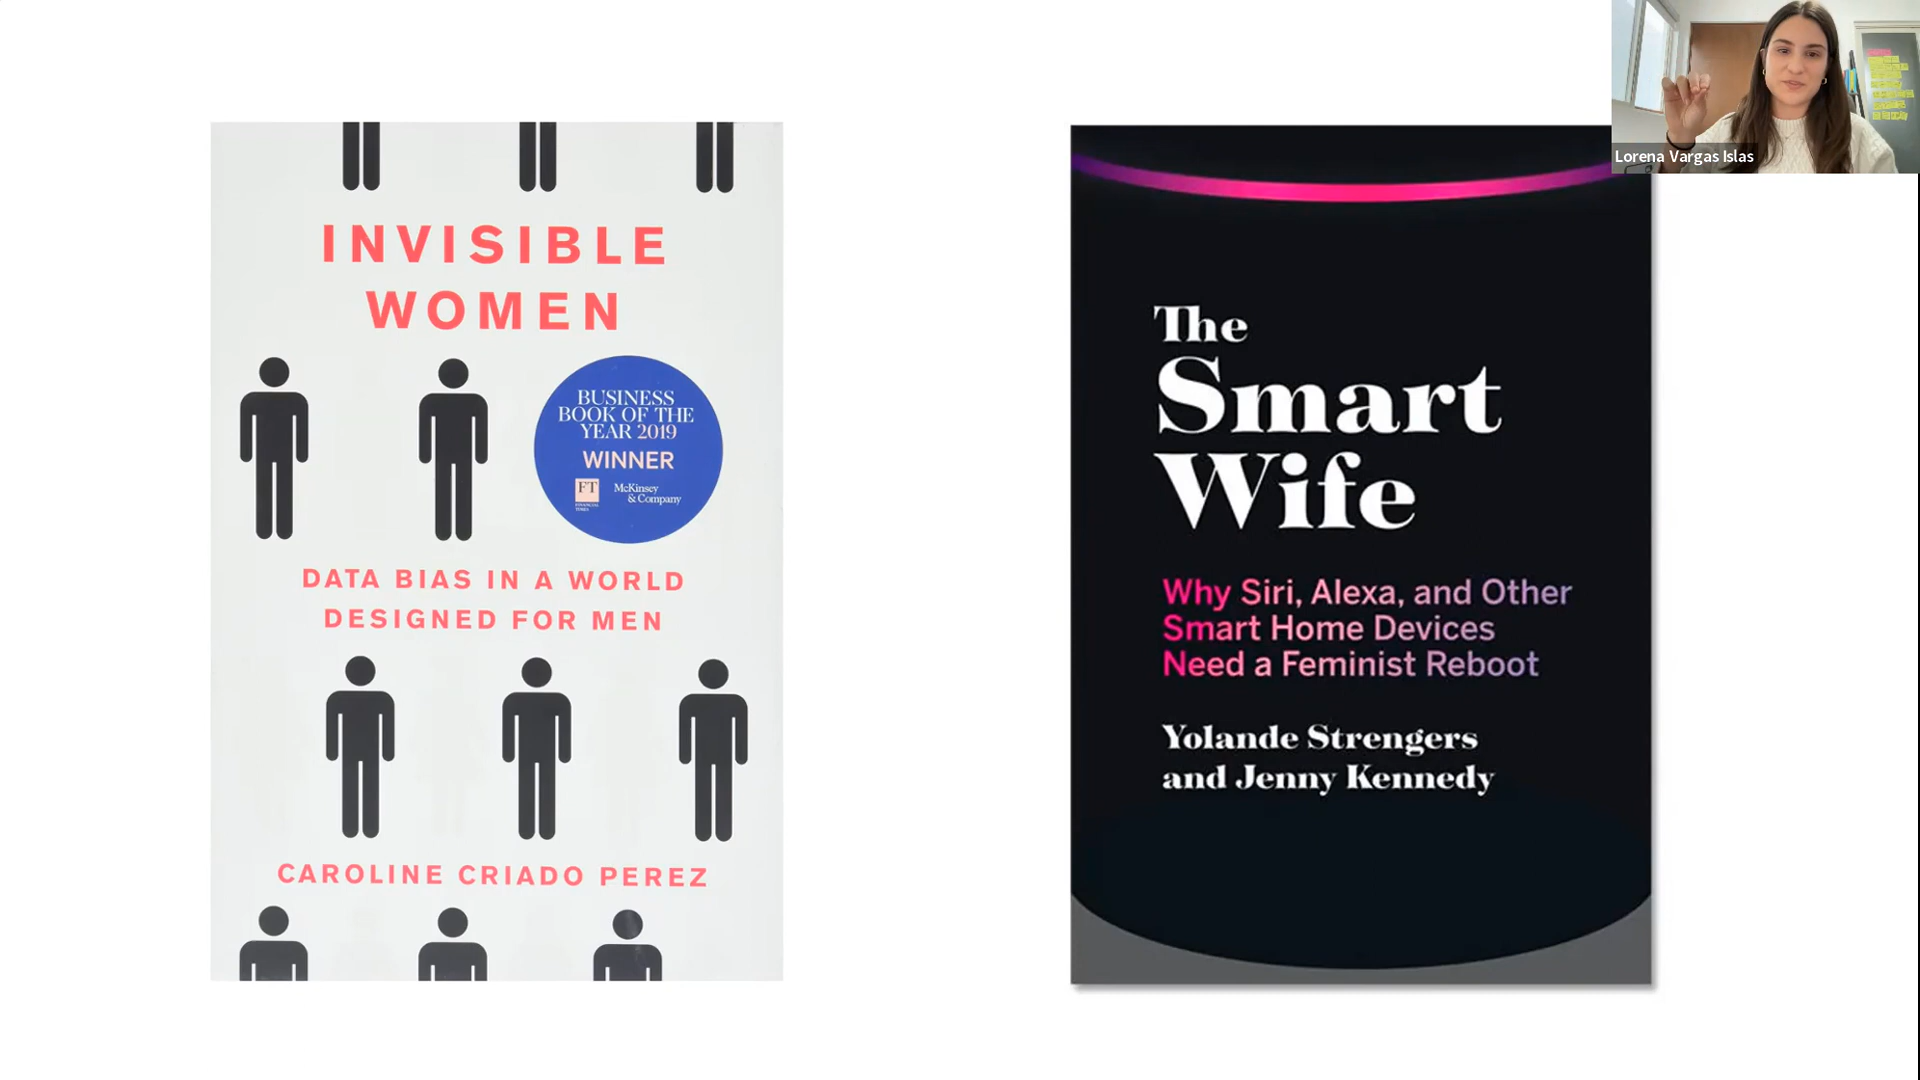 INVISIBLE
WOMEN
BUSINESS
BOOK OF THE
YEAR 2019
WINNER
FT
FINANCIAL
TIMES
McKinsey
& Company
DATA BIAS IN A WORLD
DESIGNED FOR MEN
CAROLINE CRIADO PEREZ
The
Smart
Wife
Why Siri, Alexa, and Other
Smart Home Devices
Need a Feminist Reboot
Yolande Strengers
and Jenny Kennedy
Lorena Vargas Islas